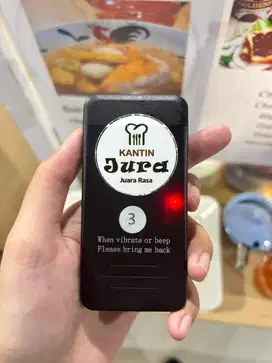 KANTIN
Jura
Juara Rasa
3
When vibrate or beep
Please bring me back